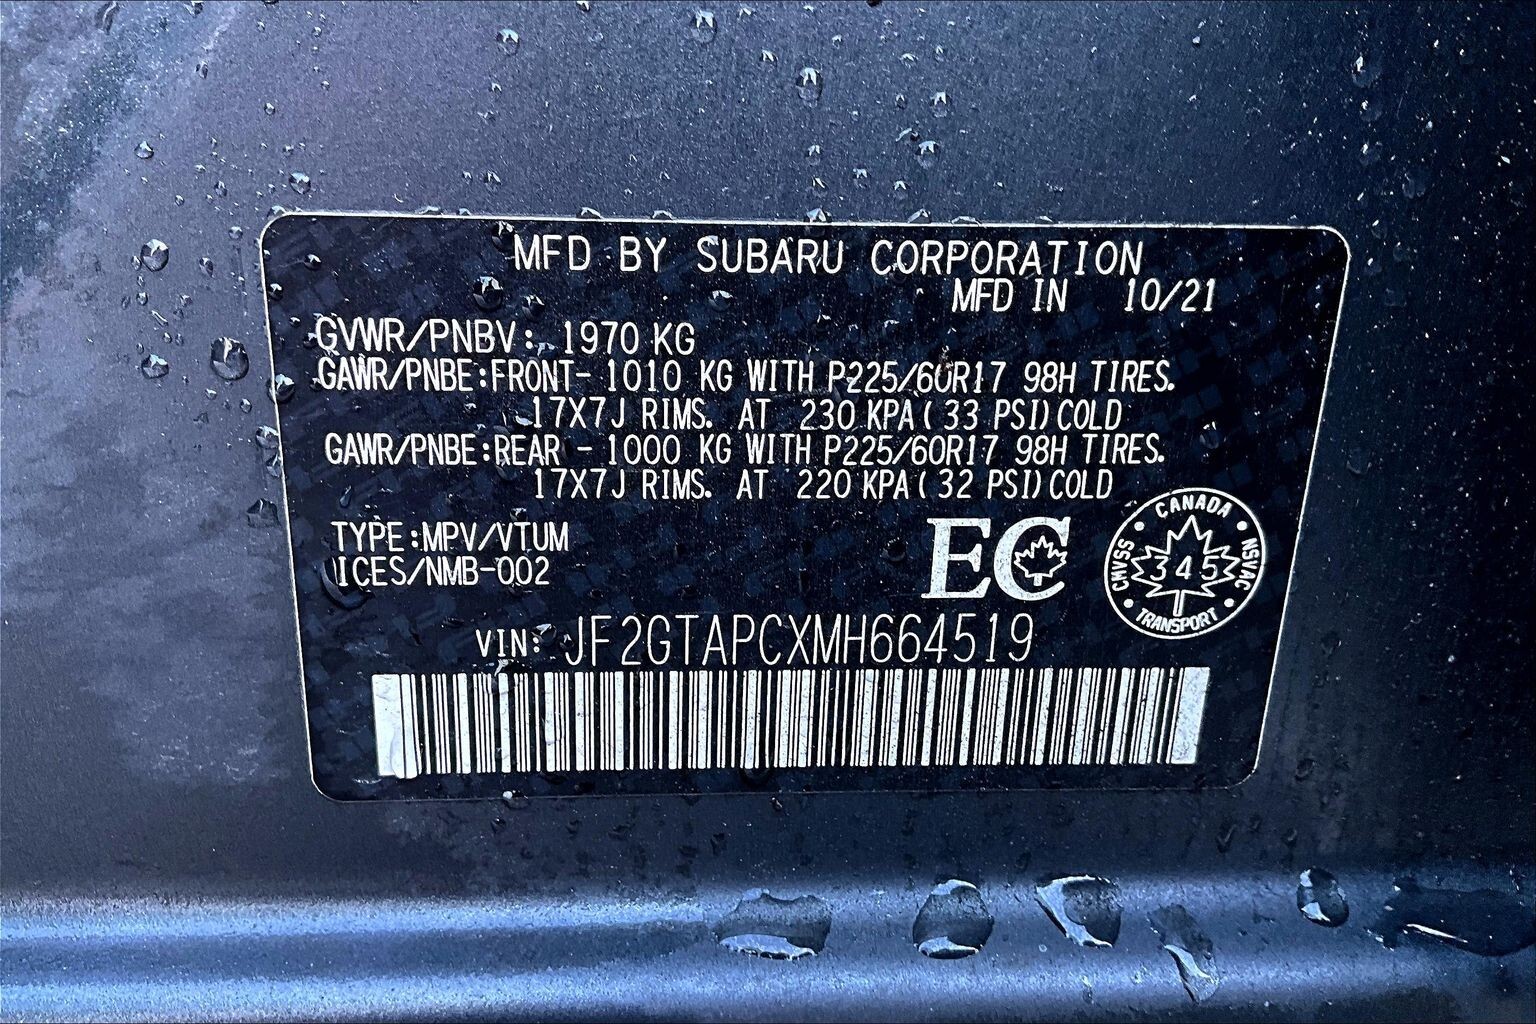 MFD BY SUBARU CORPORATION
MFD IN 10/21
GVWR/PNBV: 1970 KG
GAWR/PNBE:FRONT- 1010 KG WITH P225/60R17 98H TIRES.
17X7J RIMS. AT 230 KPA(33 PSI)COLD
GAWR/PNBE:REAR - 1000 KG WITH P225/60R17 98H TIRES.
17X7J RIMS. AT 220 KPA(32 PSI)COLD
TYPE:MPV/VTUM
ICES/NMB-002
EC
CANADA
CMVSS
NSVAC
345
TRANSPORT
VIN: JF2GTAPCXMH664519